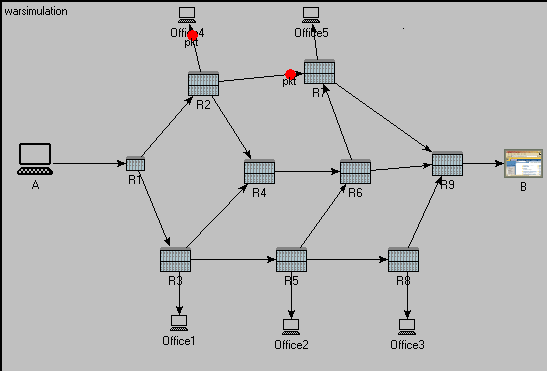 warsimulation
Office4
Office5
pkt
pkt
R2
R7
A
R1
R4
R6
R9
B
R3
R5
R8
Office1
Office2
Office3